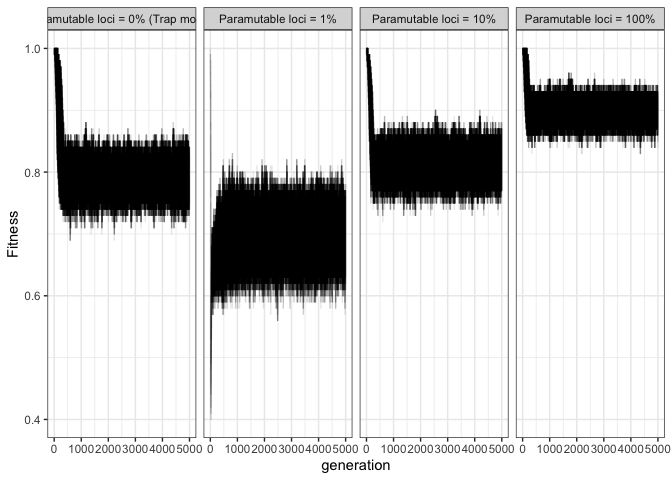 amutable loci = 0% (Trap mo
Paramutable loci = 1%
Paramutable loci = 10%
Paramutable loci = 100%
Fitness
1.0
0.8
0.6
0.4
0 1000 2000 3000 4000 5000 0 1000 2000 3000 4000 5000 0 1000 2000 3000 4000 5000 0 1000 2000 3000 4000 5000
generation